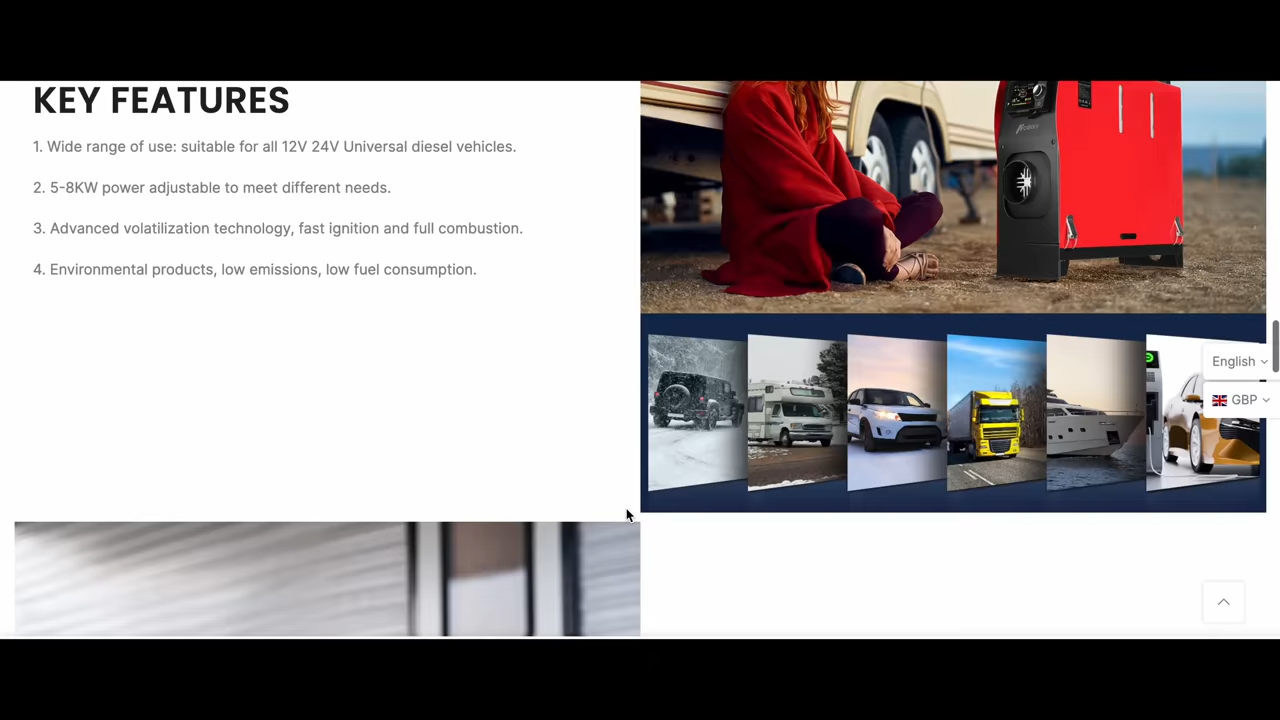 KEY FEATURES
1. Wide range of use: suitable for all 12V 24V Universal diesel vehicles.
2. 5-8KW power adjustable to meet different needs.
3. Advanced volatilization technology, fast ignition and full combustion.
4. Environmental products, low emissions, low fuel consumption.
English
GBP